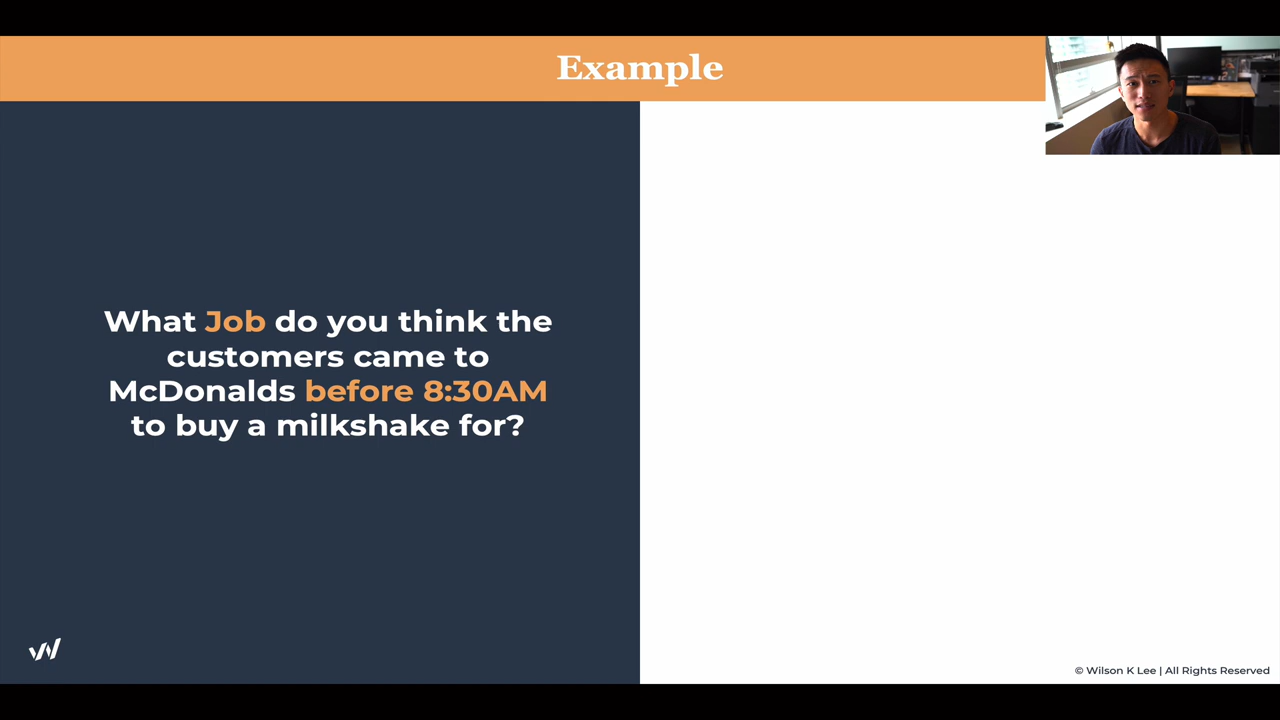 Example
What Job do you think the
customers came to
McDonalds before 8:30AM
to buy a milkshake for?
© Wilson K Lee | All Rights Reserved